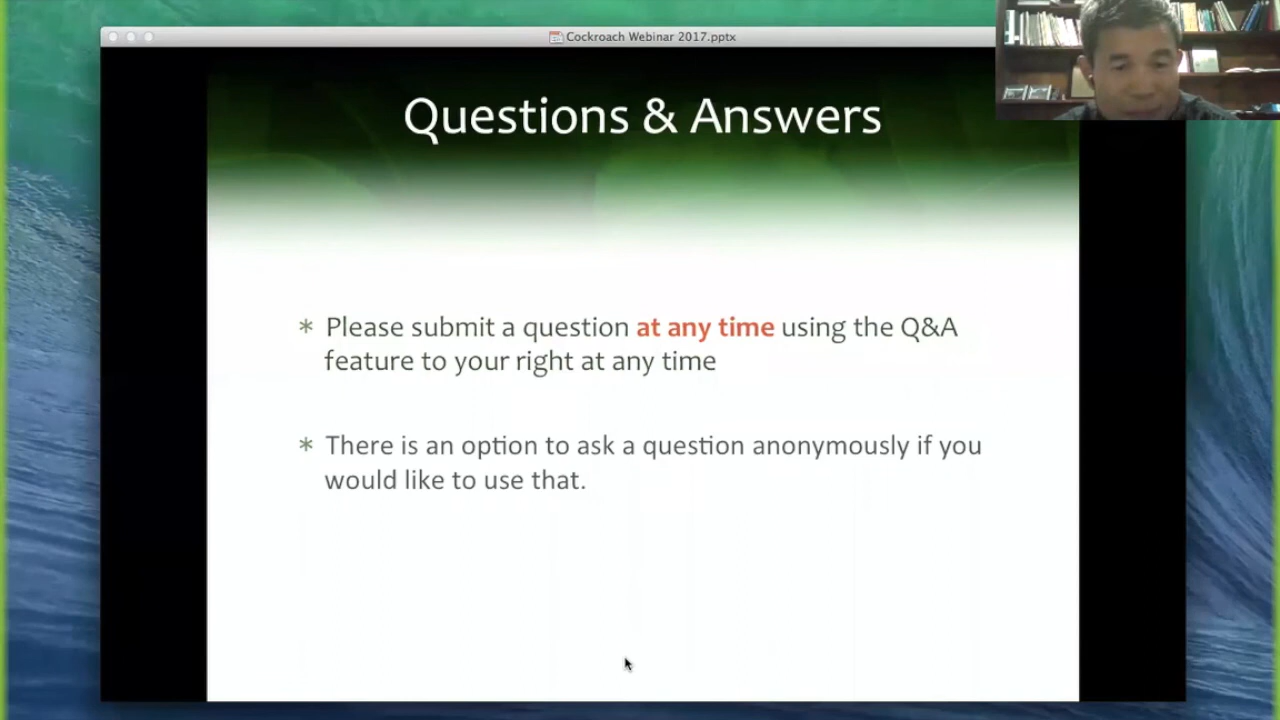 Cockroach Webinar 2017.pptx
Questions & Answers
* Please submit a question at any time using the Q&A
feature to your right at any time
* There is an option to ask a question anonymously if you
would like to use that.